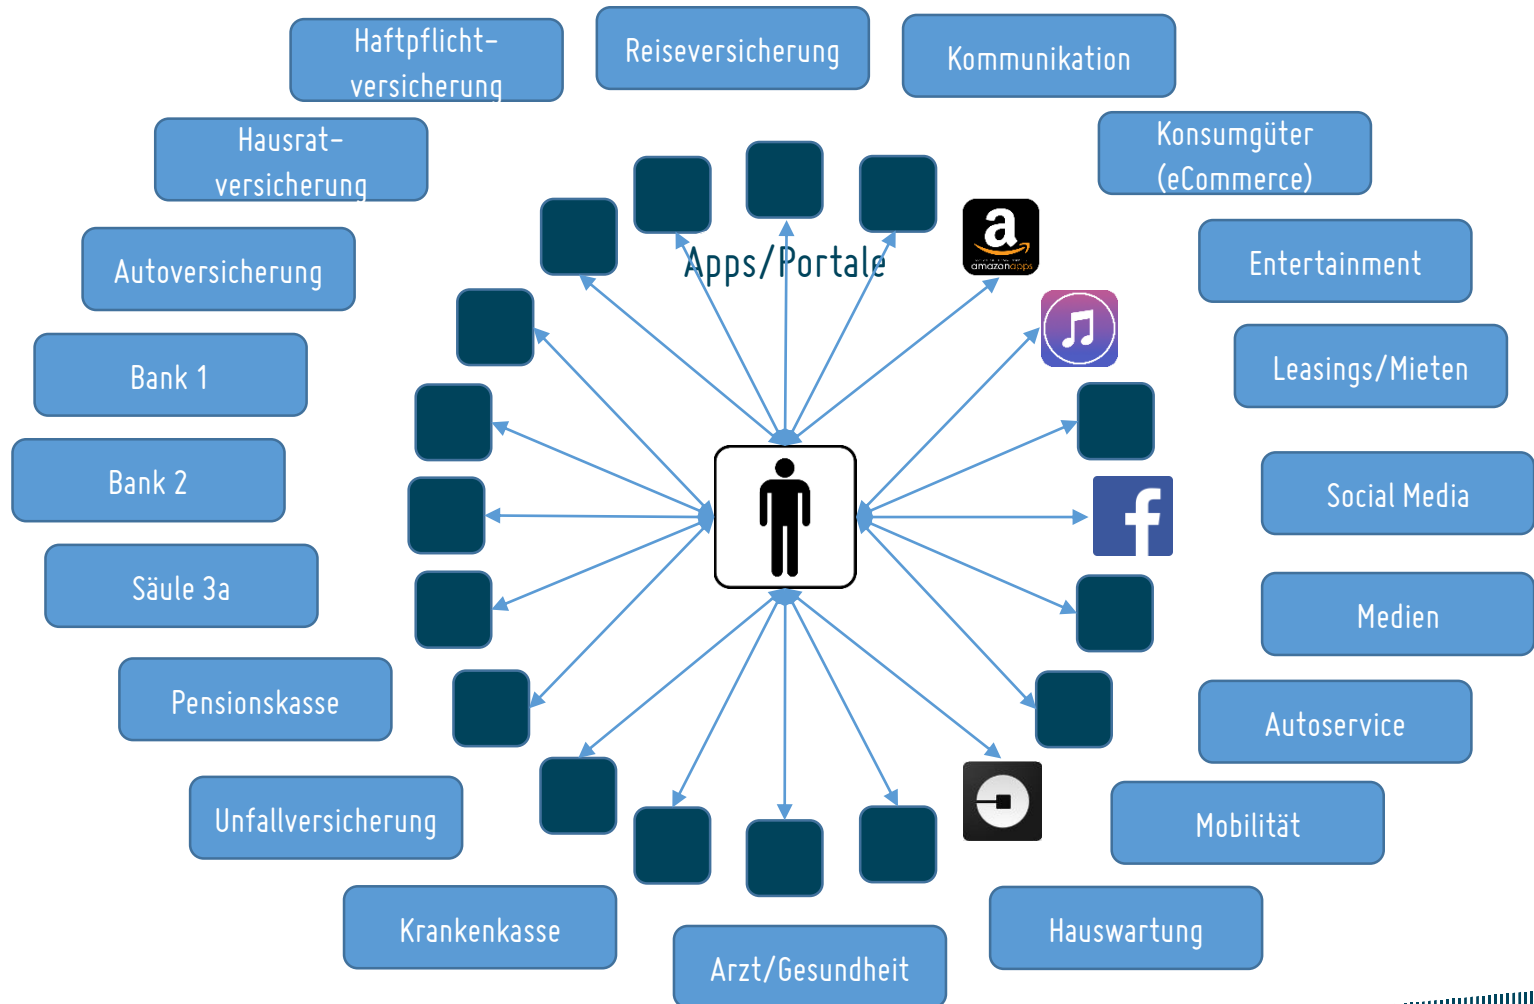 Haftpflicht-
versicherung
Reiseversicherung
Kommunikation
Hausrat-
versicherung
Konsumgüter
(eCommerce)
Autoversicherung
Apps/Portale
a
amazonapps
Entertainment
Bank 1
Leasings/Mieten
Bank 2
f
Social Media
Säule 3a
Medien
Pensionskasse
Autoservice
Unfallversicherung
Mobilität
Krankenkasse
Hauswartung
Arzt/Gesundheit